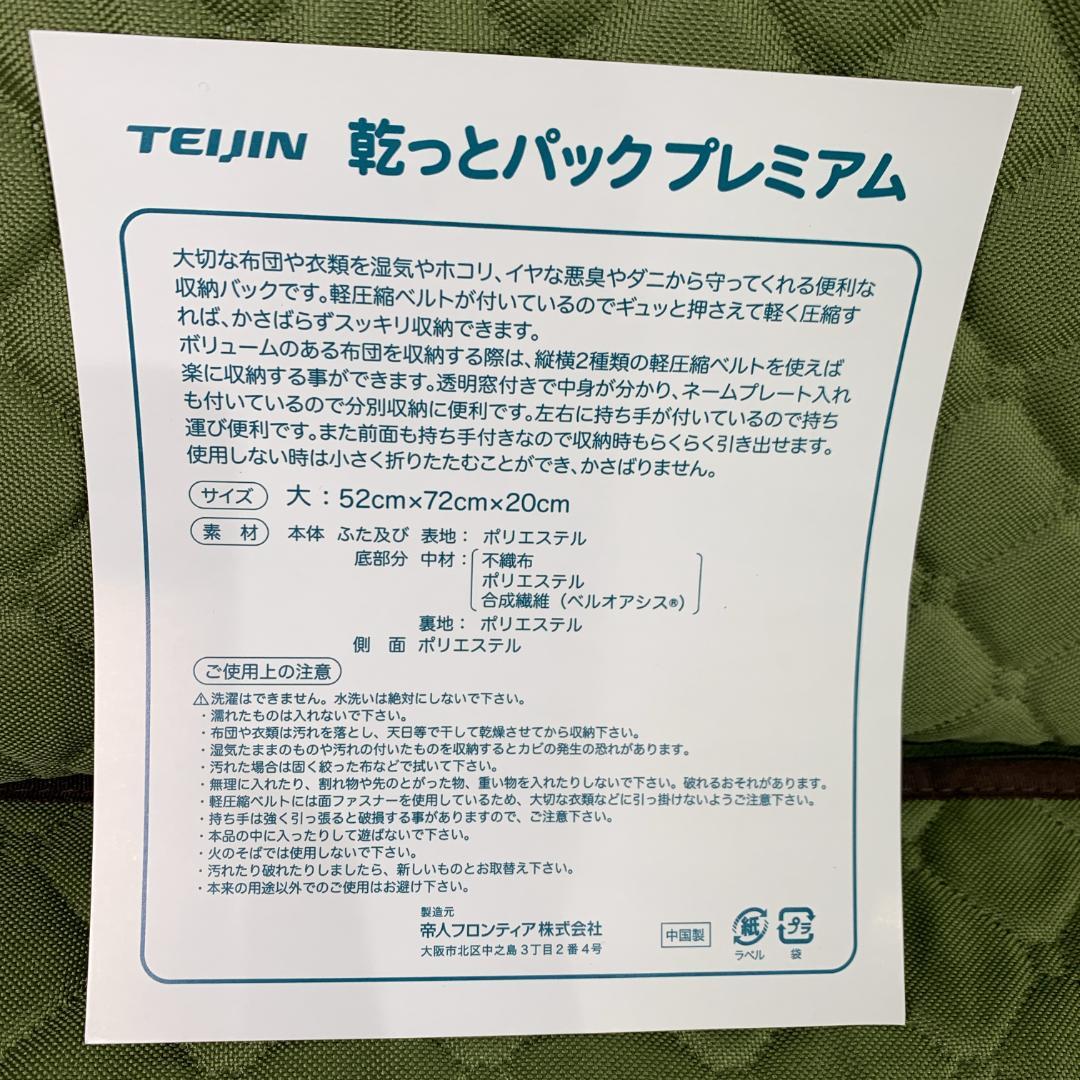 TEIJIN 乾っとパックプレミアム
大切な布団や衣類を湿気やホコリ、イヤな悪臭やダニから守ってくれる便利な
収納バックです。軽圧縮ベルトが付いているのでギュッと押さえて軽く圧縮す
れば、かさばらずスッキリ収納できます。
ボリュームのある布団を収納する際は、縦横2種類の軽圧縮ベルトを使えば
楽に収納する事ができます。透明窓付きで中身が分かり、ネームプレート入れ
も付いているので分別収納に便利です。左右に持ち手が付いているので持ち
運び便利です。また前面も持ち手付きなので収納時もらくらく引き出せます。
使用しない時は小さく折りたたむことができ、かさばりません。
サイズ 大：52cm×72cm×20cm
素材 本体 ふた及び 表地： ポリエステル
底部分 中材： 不織布
ポリエステル
合成繊維（ベルオアシス®）
裏地： ポリエステル
側面 ポリエステル
ご使用上の注意
⚠洗濯はできません。水洗いは絶対にしないで下さい。
・濡れたものは入れないで下さい。
・布団や衣類は汚れを落とし、天日等で干して乾燥させてから収納下さい。
・湿気たままのものや汚れの付いたものを収納するとカビの発生の恐れがあります。
・汚れた場合は固く絞った布などで拭いて下さい。
・無理に入れたり、割れ物や先のとがった物、重い物を入れたりしないで下さい。破れるおそれがあります。
・軽圧縮ベルトには面ファスナーを使用しているため、大切な衣類などに引っ掛けないようご注意下さい。
・持ち手は強く引っ張ると破損する事がありますので、ご注意下さい。
・本品の中に入ったりして遊ばないで下さい。
・火のそばでは使用しないで下さい。
・汚れたり破れたりしましたら、新しいものとお取替え下さい。
・本来の用途以外でのご使用はお避け下さい。
製造元
帝人フロンティア株式会社
大阪市北区中之島3丁目2番4号
中国製
紙
ラベル
プラ
袋